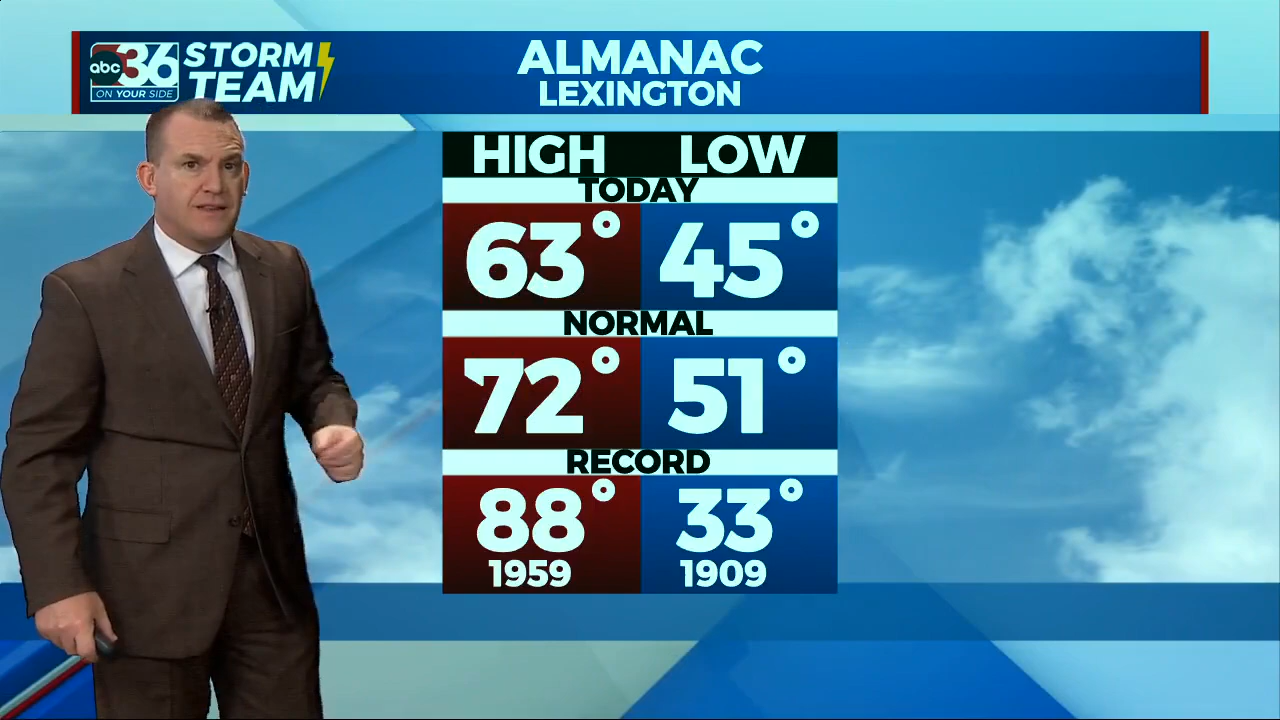 abc 36
ON YOUR SIDE
STORM
TEAM
ALMANAC
LEXINGTON
HIGH LOW
TODAY
63° 45°
NORMAL
72° 51°
RECORD
88° 33°
1959 1909